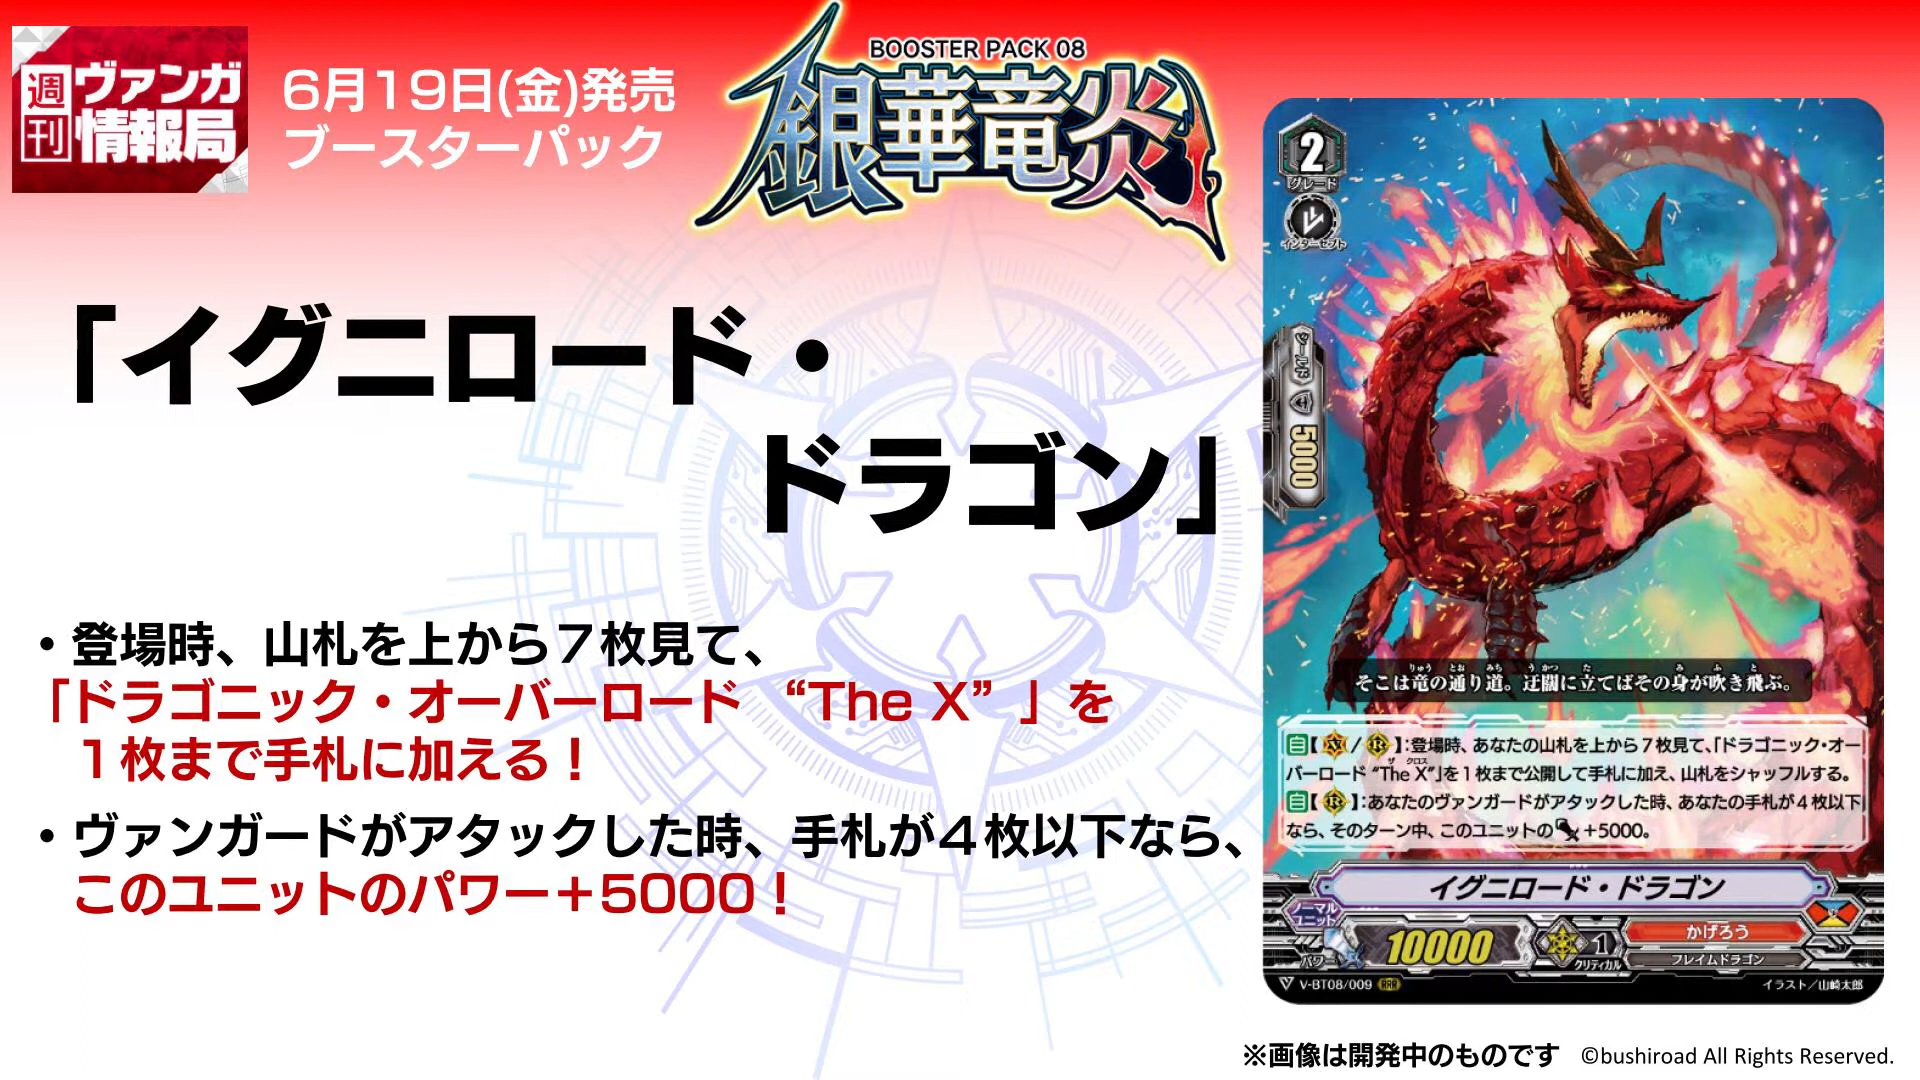 週刊
ヴァンガ
情報局
6月19日(金)発売
ブースターパック
BOOSTER PACK 08
銀華竜炎
「イグニロード・
ドラゴン」
・登場時、山札を上から7枚見て、
「ドラゴニック・オーバーロード “The X”」を
1枚まで手札に加える！
・ヴァンガードがアタックした時、手札が4枚以下なら、
このユニットのパワー＋5000！
2
グレード
インターセプト
シールド
5000
そこは竜の通り道。迂闊に立てばその身が吹き飛ぶ。
自【V/R】：登場時、あなたの山札を上から7枚見て、「ドラゴニック・オー
バーロード “The X”」を1枚まで公開して手札に加え、山札をシャッフルする。
自【R】：あなたのヴァンガードがアタックした時、あなたの手札が4枚以下
なら、そのターン中、このユニットの＋5000。
イグニロード・ドラゴン
ノーマル
ユニット
パワー
10000
1
クリティカル
かげろう
フレイムドラゴン
V-BT08/009 RRR
イラスト／山崎太郎
※画像は開発中のものです ©bushiroad All Rights Reserved.